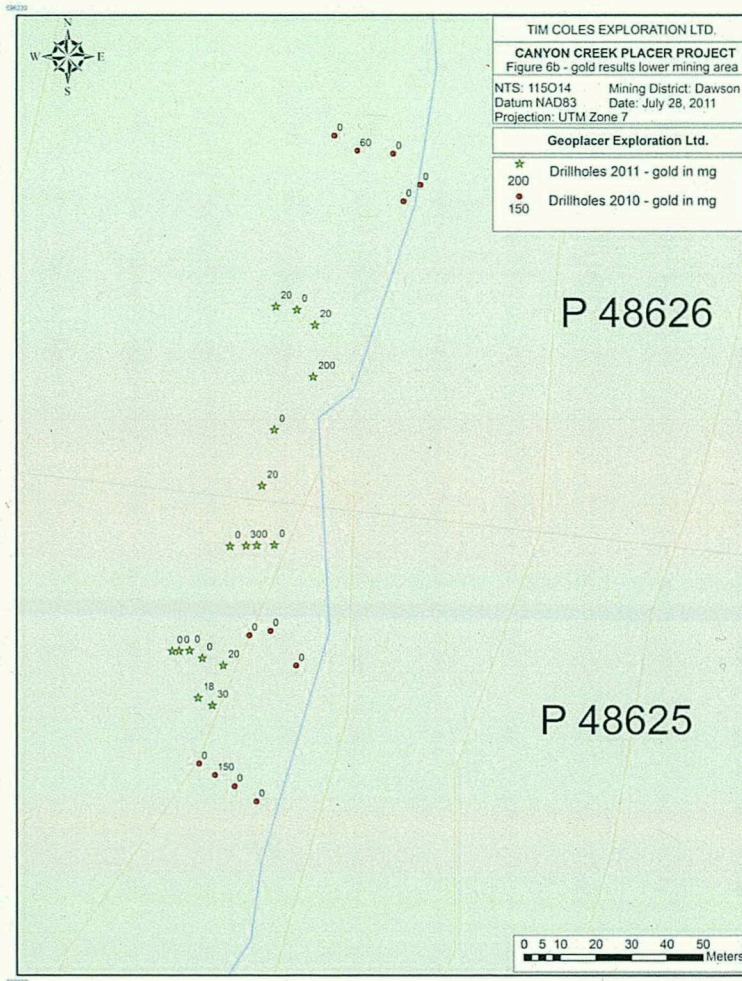 N
W E
S
TIM COLES EXPLORATION LTD.
CANYON CREEK PLACER PROJECT
Figure 6b - gold results lower mining area
NTS: 115O14 Mining District: Dawson
Datum NAD83 Date: July 28, 2011
Projection: UTM Zone 7
Geoplacer Exploration Ltd.
200 Drillholes 2011 - gold in mg
150 Drillholes 2010 - gold in mg
0
60
0
0
0
20
0
20
P 48626
200
0
20
0 300 0
0
0
00 0
0
20
0
18
30
P 48625
0
150
0
0
0 5 10 20 30 40 50
Meters